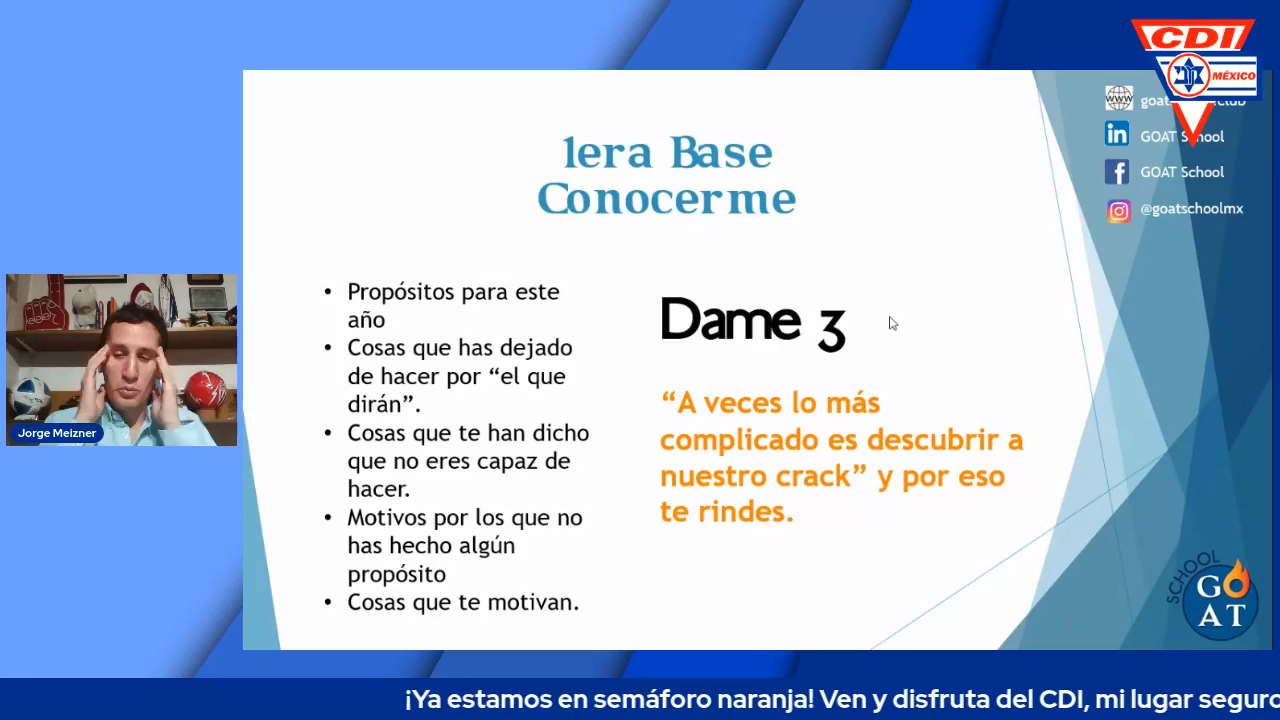 CDI
MÉXICO
www
GOAT School
GOAT School
@goatschoolmx
1era Base
Conocerme
• Propósitos para este
año
• Cosas que has dejado
de hacer por “el que
dirán”.
• Cosas que te han dicho
que no eres capaz de
hacer.
• Motivos por los que no
has hecho algún
propósito
• Cosas que te motivan.
Dame 3
“A veces lo más
complicado es descubrir a
nuestro crack” y por eso
te rindes.
Jorge Meizner
SCHOOL
GO
AT
¡Ya estamos en semáforo naranja! Ven y disfruta del CDI, mi lugar seguro